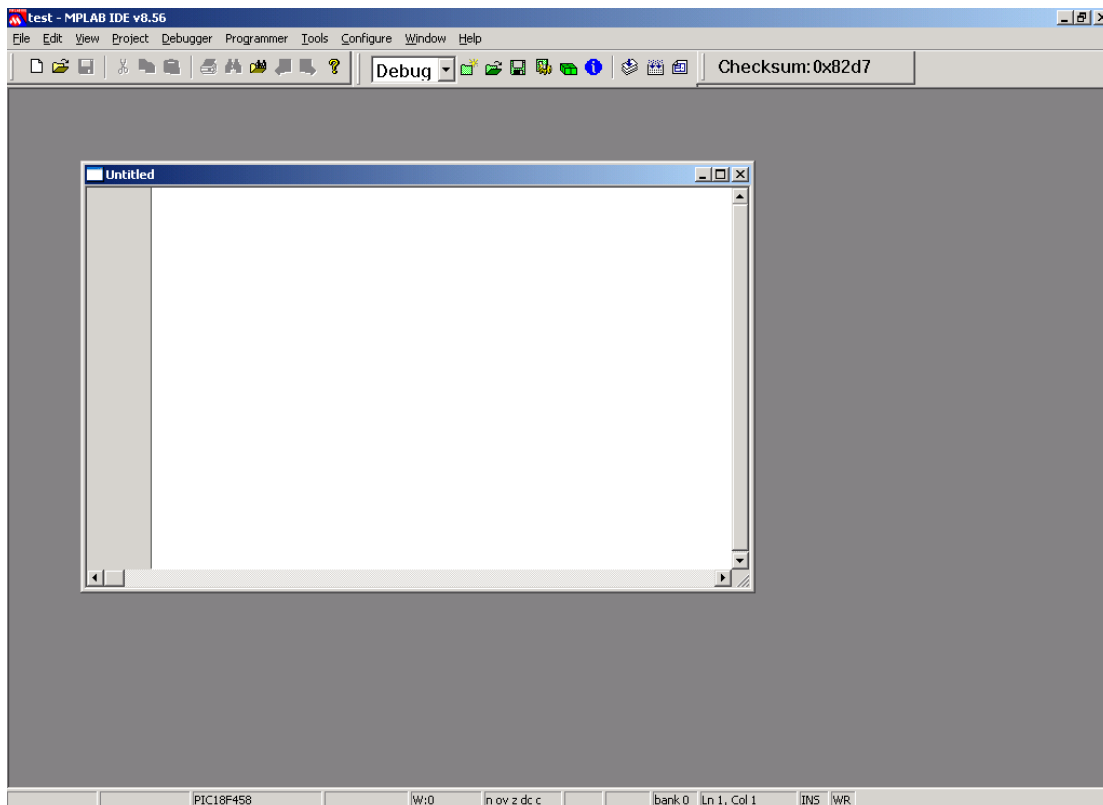 test - MPLAB IDE v8.56
File Edit View Project Debugger Programmer Tools Configure Window Help
Debug Checksum: 0x82d7
Untitled
PIC18F458 W:0 n ov z dc c bank 0 Ln 1, Col 1 INS WR